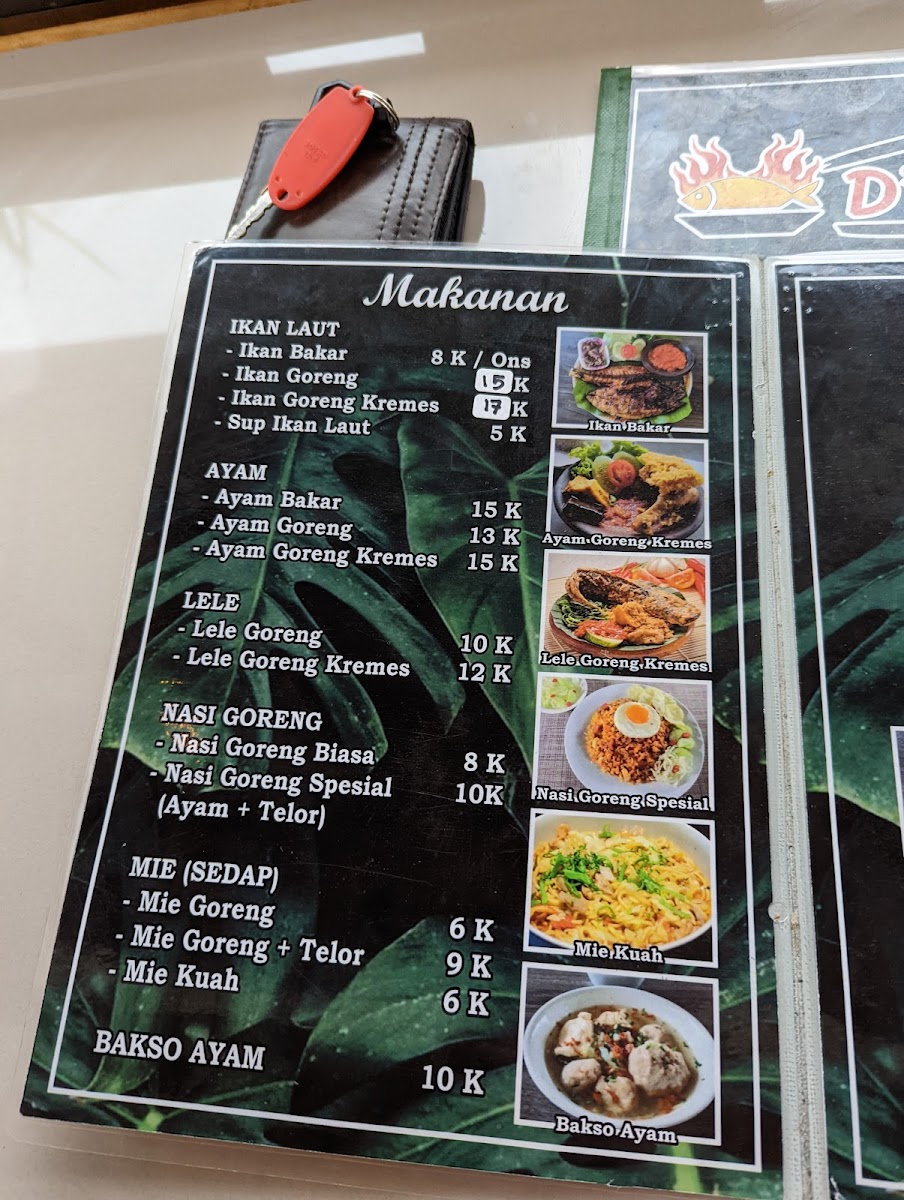 D'
Makanan
IKAN LAUT
- Ikan Bakar 8 K / Ons
- Ikan Goreng 15 K
- Ikan Goreng Kremes 17 K
- Sup Ikan Laut 5 K
AYAM
- Ayam Bakar 15 K
- Ayam Goreng 13 K
- Ayam Goreng Kremes 15 K
LELE
- Lele Goreng 10 K
- Lele Goreng Kremes 12 K
NASI GORENG
- Nasi Goreng Biasa 8 K
- Nasi Goreng Spesial 10K
(Ayam + Telor)
MIE (SEDAP)
- Mie Goreng 6 K
- Mie Goreng + Telor 9 K
- Mie Kuah 6 K
BAKSO AYAM 10 K
Ikan Bakar
Ayam Goreng Kremes
Lele Goreng Kremes
Nasi Goreng Spesial
Mie Kuah
Bakso Ayam